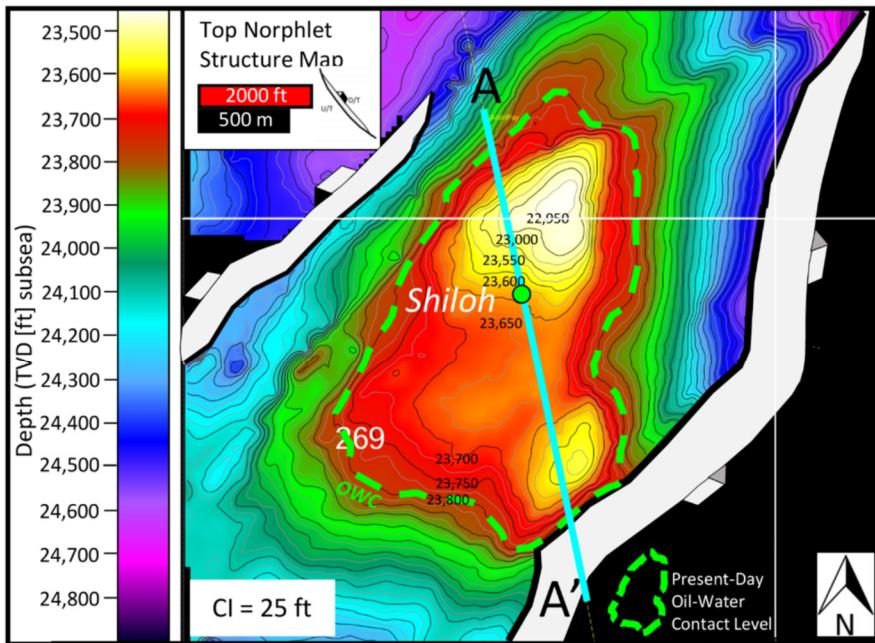 Depth (TVD [ft] subsea)
23,500
23,600
23,700
23,800
23,900
24,000
24,100
24,200
24,300
24,400
24,500
24,600
24,700
24,800
Top Norphlet
Structure Map
2000 ft
500 m
U/T
D/T
A
22,950
23,000
23,550
23,600
Shiloh
23,650
269
23,700
23,750
23,800
OWC
A'
CI = 25 ft
Present-Day
Oil-Water
Contact Level
N